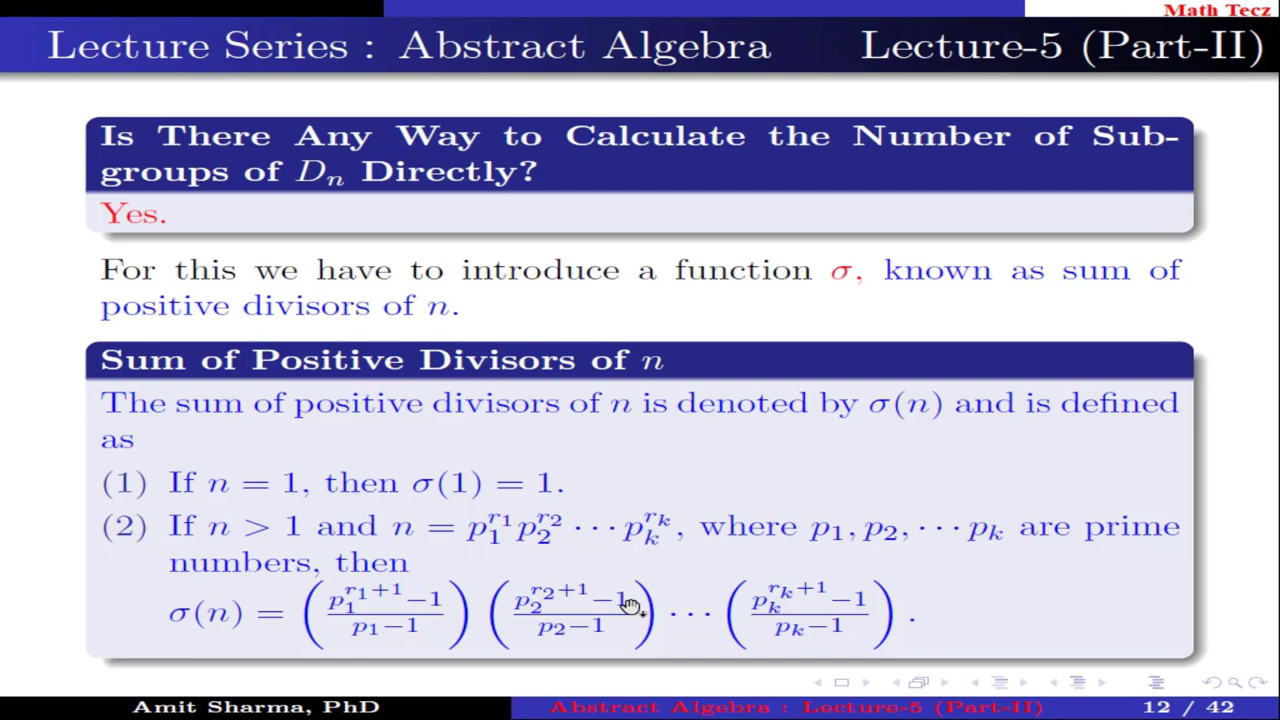 Math Tecz
Lecture Series : Abstract Algebra Lecture-5 (Part-II)
Is There Any Way to Calculate the Number of Sub-
groups of Dₙ Directly?
Yes.
For this we have to introduce a function σ, known as sum of
positive divisors of n.
Sum of Positive Divisors of n
The sum of positive divisors of n is denoted by σ(n) and is defined
as
(1) If n = 1, then σ(1) = 1.
(2) If n > 1 and n = p₁^{r₁} p₂^{r₂} ⋯ pₖ^{rₖ}, where p₁, p₂, ⋯ pₖ are prime
numbers, then
σ(n) = ( (p₁^{r₁+1} −1)/(p₁−1) ) ( (p₂^{r₂+1} −1)/(p₂−1) ) ⋯ ( (pₖ^{rₖ+1} −1)/(pₖ−1) ) .
Amit Sharma, PhD Abstract Algebra : Lecture-5 (Part-II) 12 / 42